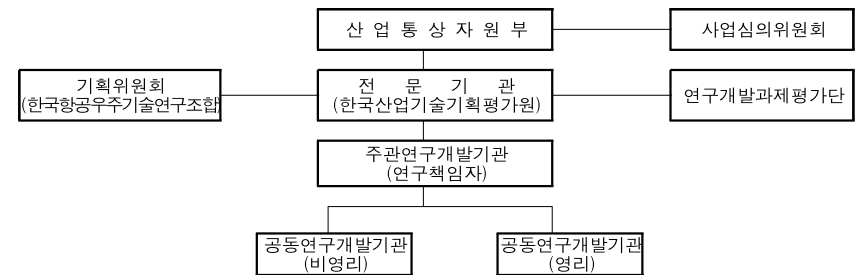 산 업 통 상 자 원 부
사업심의위원회
기획위원회
(한국항공우주기술연구조합)
전 문 기 관
(한국산업기술기획평가원)
연구개발과제평가단
주관연구개발기관
(연구책임자)
공동연구개발기관
(비영리)
공동연구개발기관
(영리)